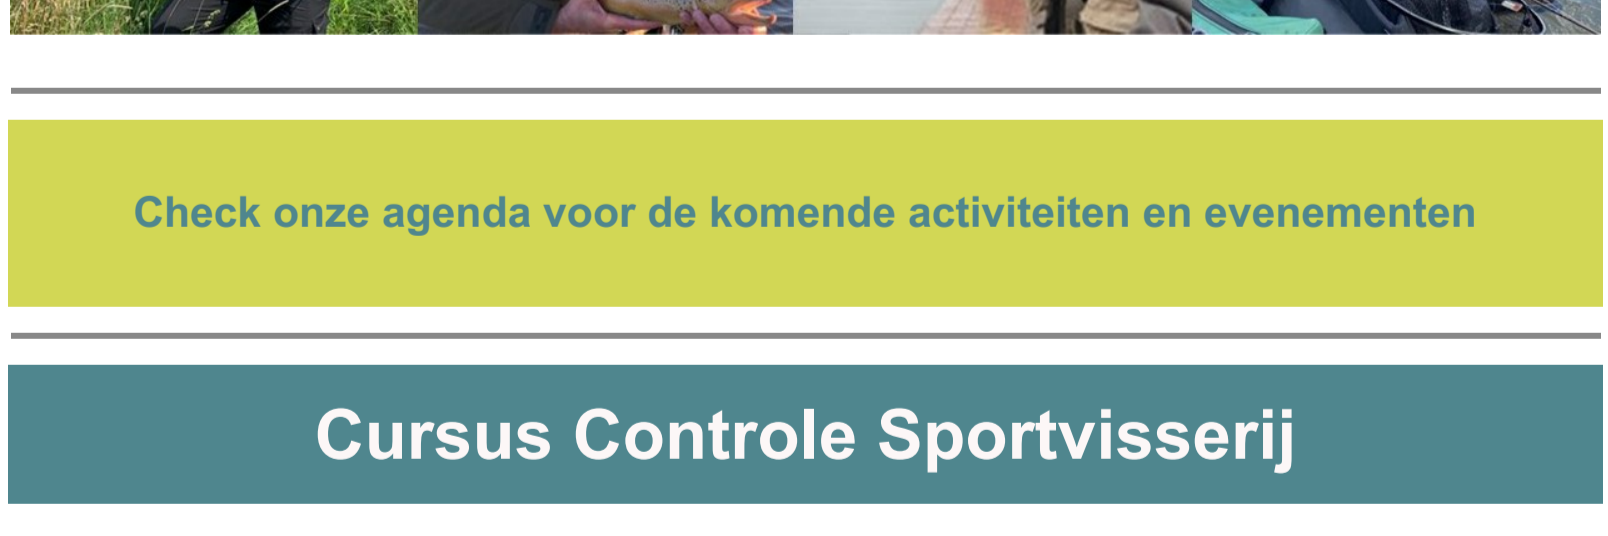 Check onze agenda voor de komende activiteiten en evenementen
Cursus Controle Sportvisserij